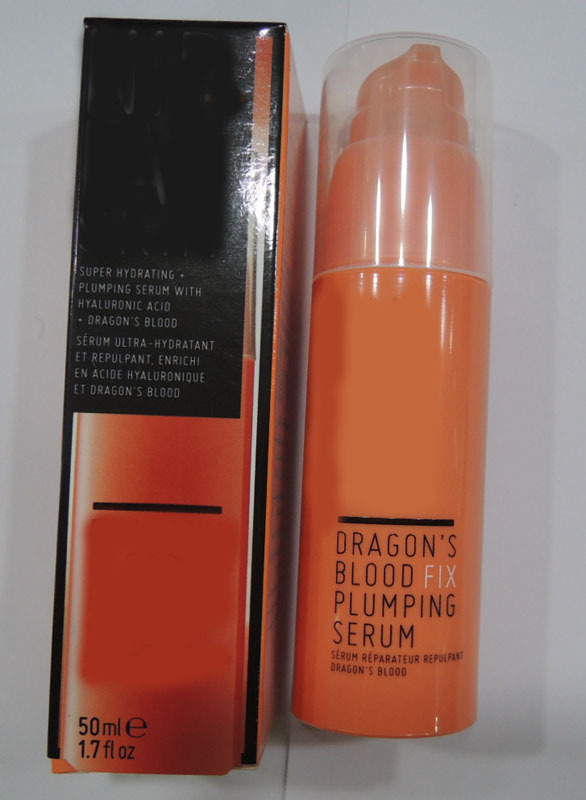 SUPER HYDRATING +
PLUMPING SERUM WITH
HYALURONIC ACID
+ DRAGON'S BLOOD
SÉRUM ULTRA-HYDRATANT
ET REPULPANT, ENRICHI
EN ACIDE HYALURONIQUE
ET DRAGON'S BLOOD
50ml ℮
1.7 fl oz
DRAGON'S
BLOOD FIX
PLUMPING
SERUM
SÉRUM RÉPARATEUR REPULPANT
DRAGON'S BLOOD